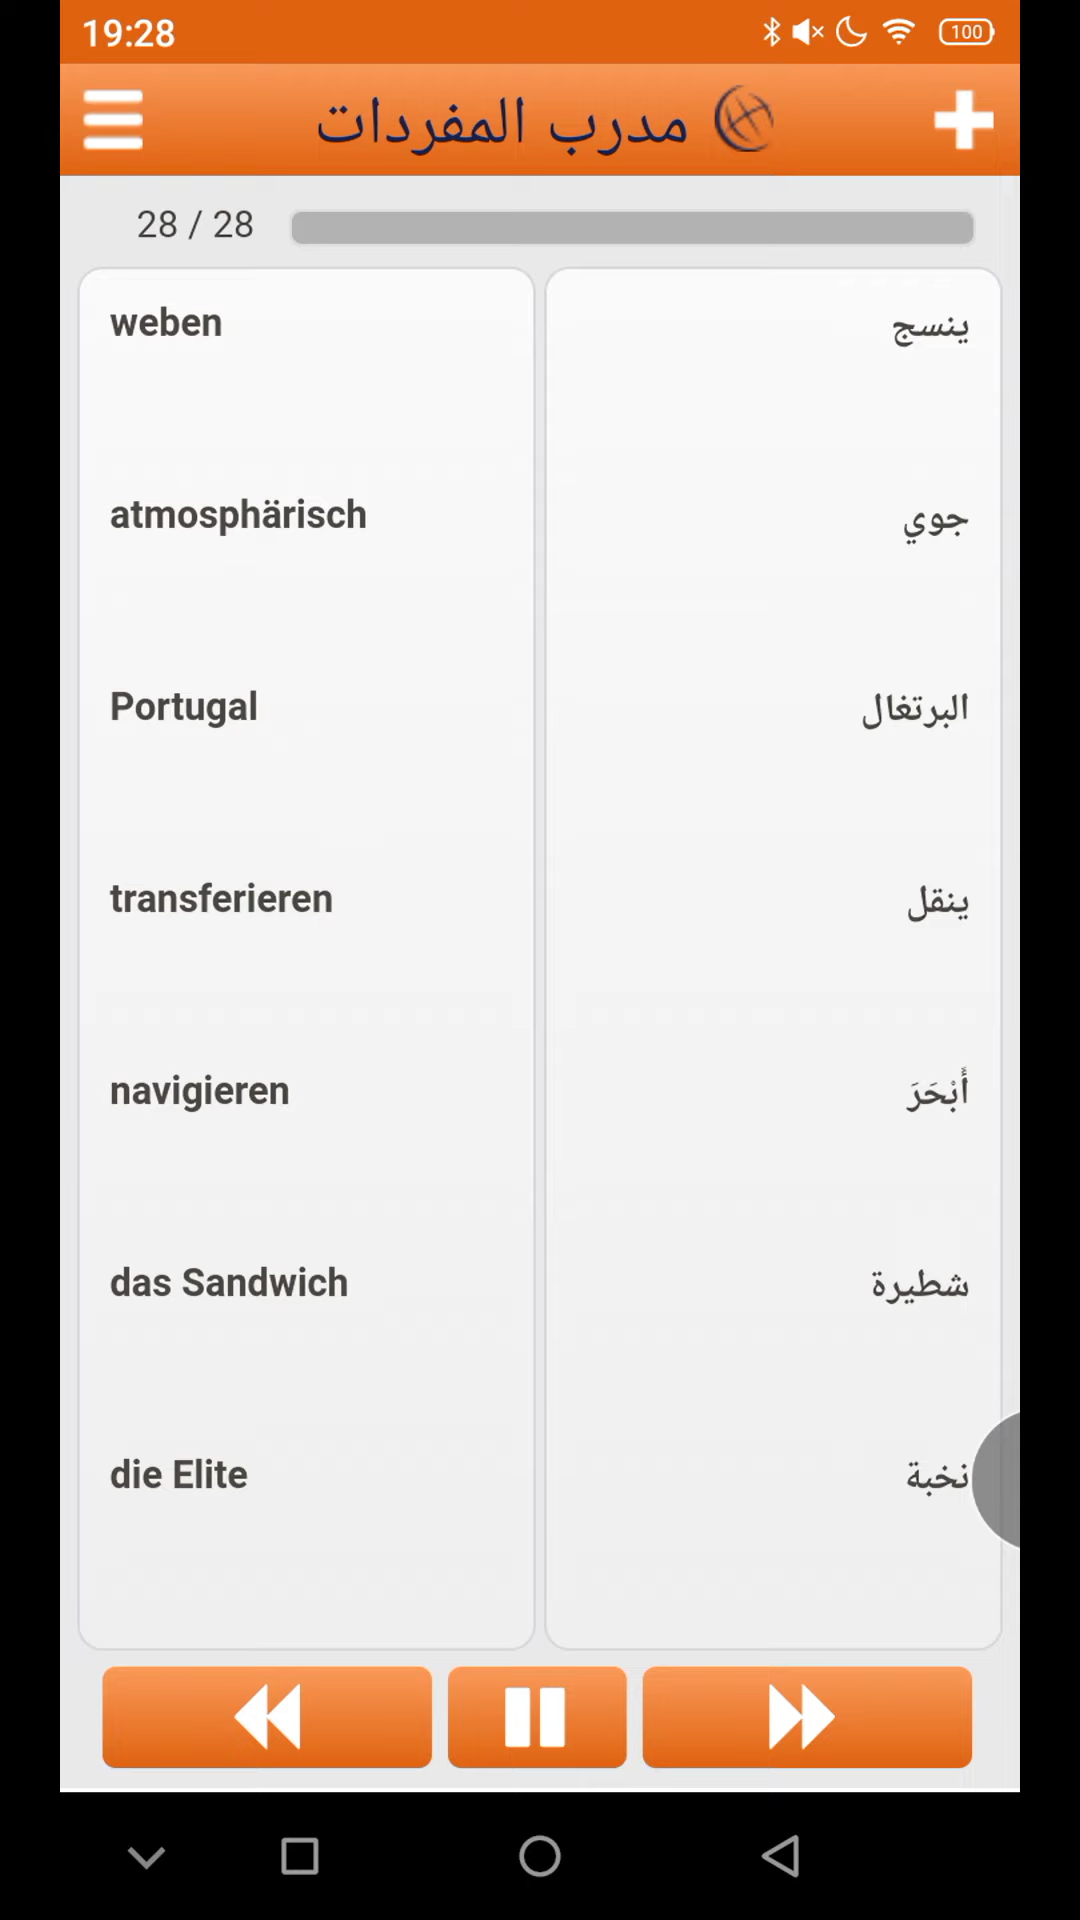 19:28
100
مدرب المفردات
28 / 28
weben
ينسج
atmosphärisch
جوي
Portugal
البرتغال
transferieren
ينقل
navigieren
أَبْحَرَ
das Sandwich
شطيرة
die Elite
نخبة